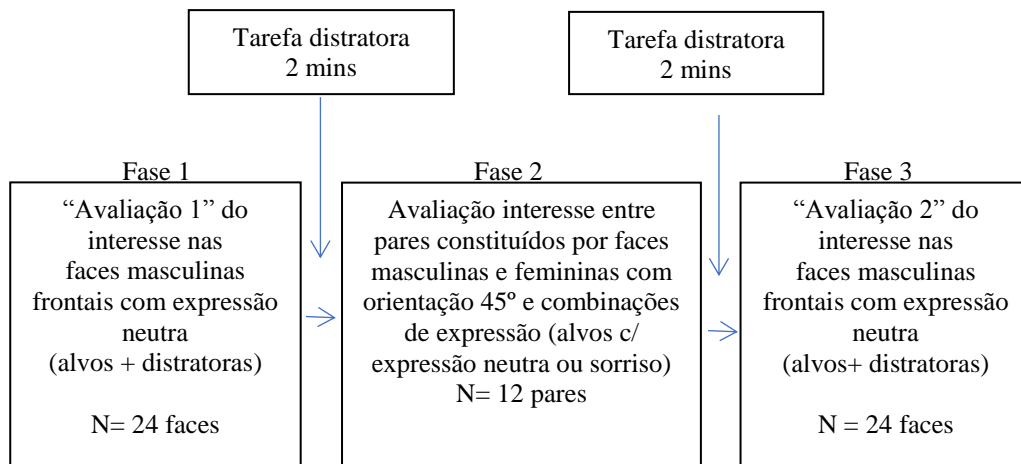 Tarefa distratora
2 mins
Tarefa distratora
2 mins
Fase 1
“Avaliação 1” do
interesse nas
faces masculinas
frontais com expressão
neutra
(alvos + distratoras)
N= 24 faces
Fase 2
Avaliação interesse entre
pares constituídos por faces
masculinas e femininas com
orientação 45º e combinações
de expressão (alvos c/
expressão neutra ou sorriso)
N= 12 pares
Fase 3
“Avaliação 2” do
interesse nas
faces masculinas
frontais com expressão
neutra
(alvos+ distratoras)
N = 24 faces